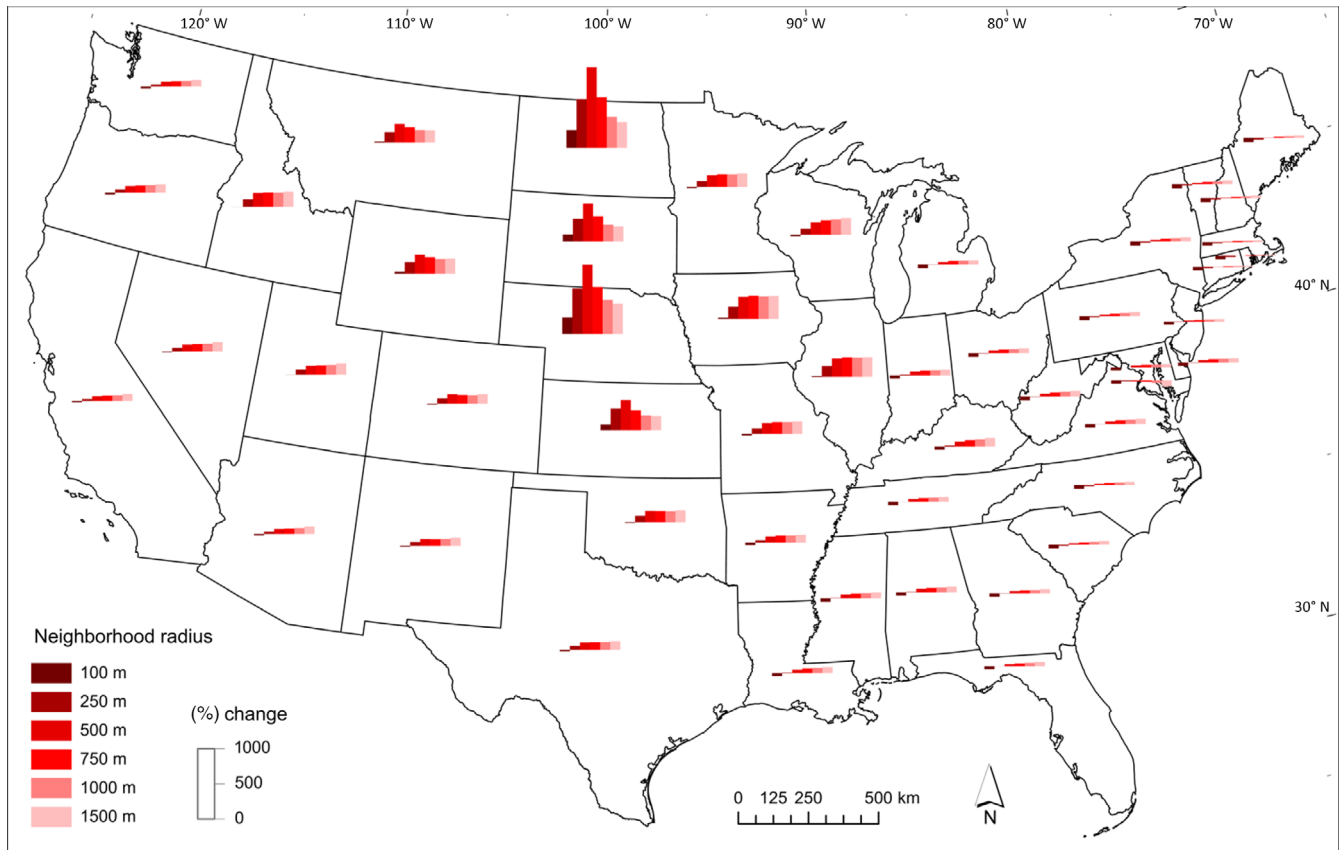 120° W 110° W 100° W 90° W 80° W 70° W
40° N
30° N
Neighborhood radius
100 m
250 m
500 m
750 m
1000 m
1500 m
(%) change
1000
500
0
0 125 250 500 km
N